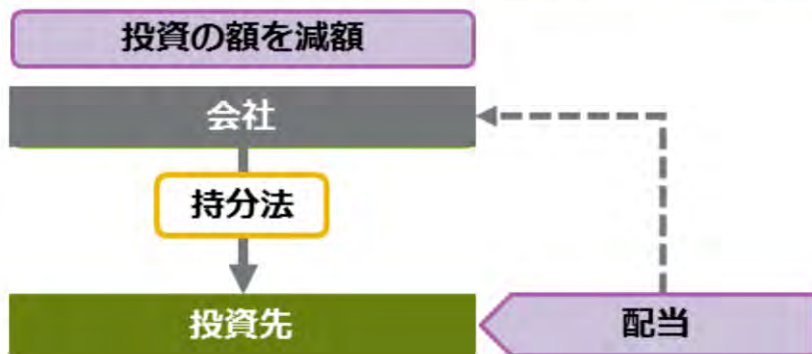 投資の額を減額
会社
持分法
投資先
配当